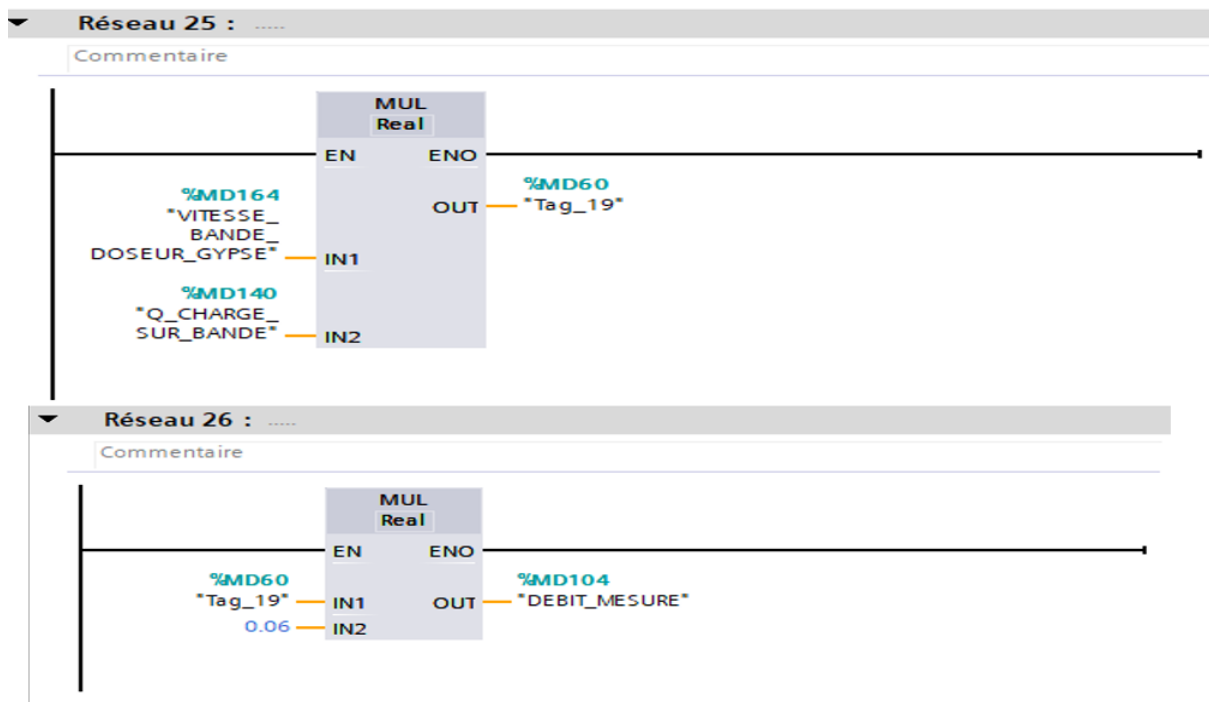 Réseau 25 : .....
Commentaire
MUL
Real
EN ENO
%MD164
"VITESSE_
BANDE_
DOSEUR_GYPSE" IN1
%MD60
OUT "Tag_19"
%MD140
"Q_CHARGE_
SUR_BANDE" IN2
Réseau 26 : .....
Commentaire
MUL
Real
EN ENO
%MD60 %MD104
"Tag_19" IN1 OUT "DEBIT_MESURE"
0.06 IN2